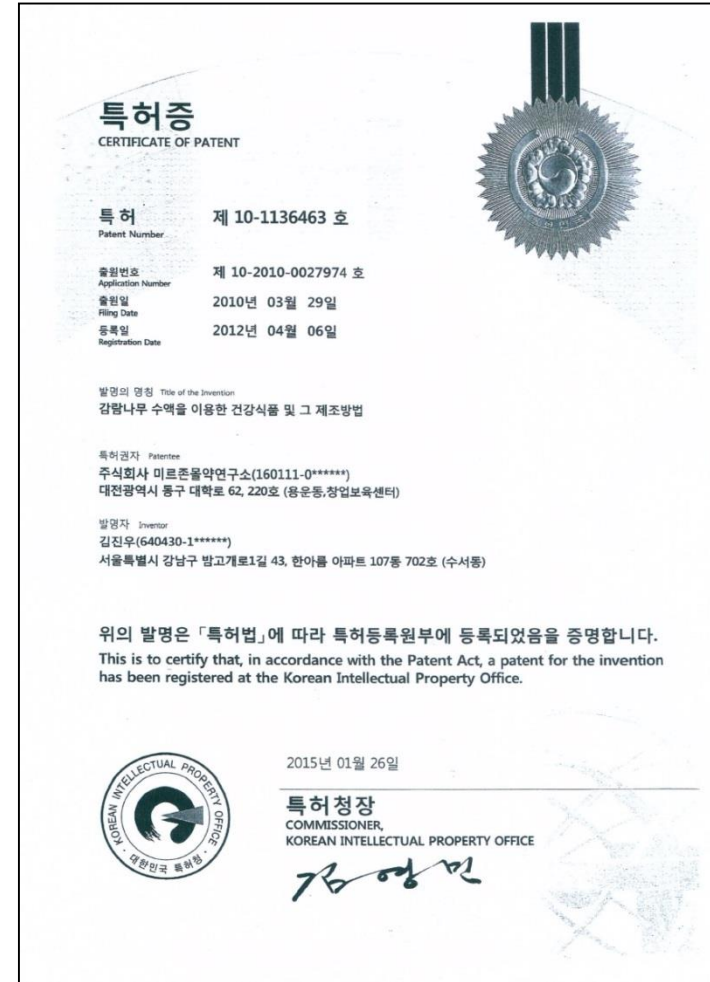 특허증
CERTIFICATE OF PATENT
특허 제 10-1136463 호
Patent Number
출원번호 제 10-2010-0027974 호
Application Number
출원일 2010년 03월 29일
Filing Date
등록일 2012년 04월 06일
Registration Date
발명의 명칭 Title of the Invention
감람나무 수액을 이용한 건강식품 및 그 제조방법
특허권자 Patentee
주식회사 미르존몰약연구소(160111-0******)
대전광역시 동구 대학로 62, 220호 (용운동,창업보육센터)
발명자 Inventor
김진우(640430-1******)
서울특별시 강남구 밤고개로1길 43, 한아름 아파트 107동 702호 (수서동)
위의 발명은 「특허법」에 따라 특허등록원부에 등록되었음을 증명합니다.
This is to certify that, in accordance with the Patent Act, a patent for the invention
has been registered at the Korean Intellectual Property Office.
2015년 01월 26일
특허청장
COMMISSIONER,
KOREAN INTELLECTUAL PROPERTY OFFICE
김영민
KOREAN INTELLECTUAL PROPERTY OFFICE
대한민국 특허청